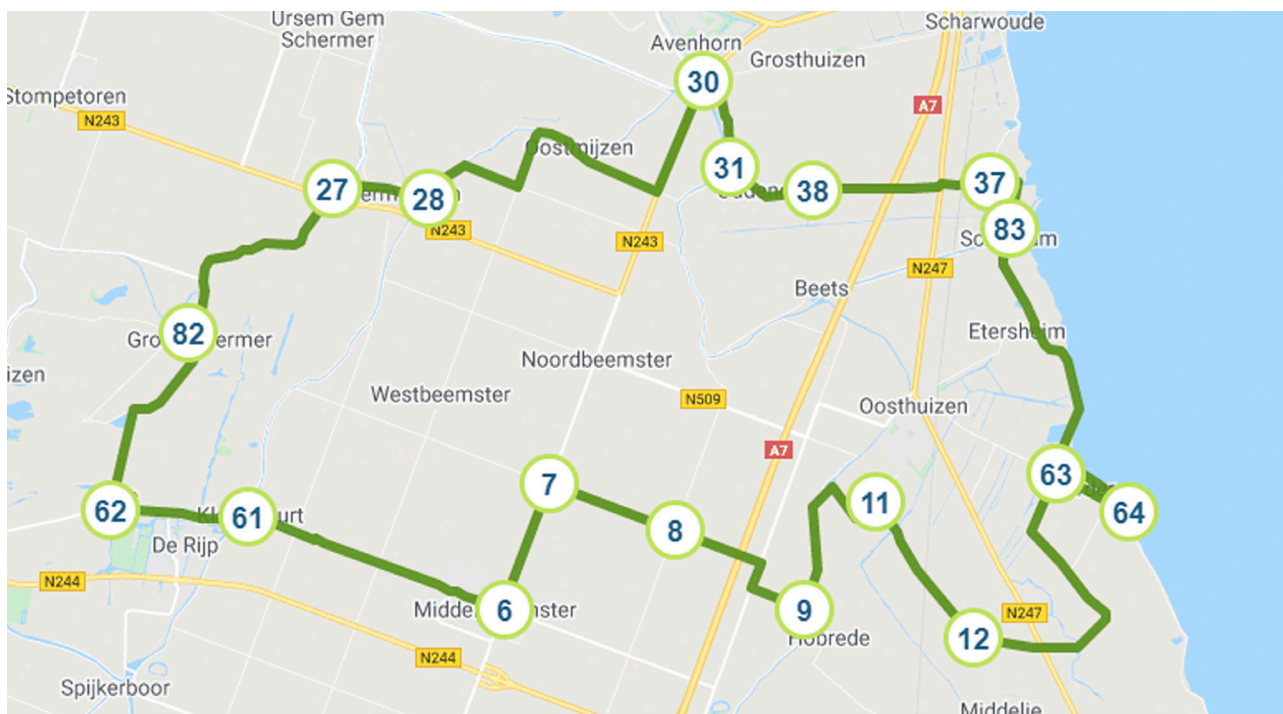 Ursem Gem
Schermer
Avenhorn
Scharwoude
Grosthuizen
Stompetoren
30
A7
N243
Oostmijzen
31
27
28
38
37
N243
N243
83
N247
Beets
82
Etersheim
Noordbeemster
izen
Westbeemster
N509
Oosthuizen
A7
7
63
62
61
8
11
64
De Rijp
N244
6
9
Hobrede
N247
12
N244
Spijkerboor
Middelie